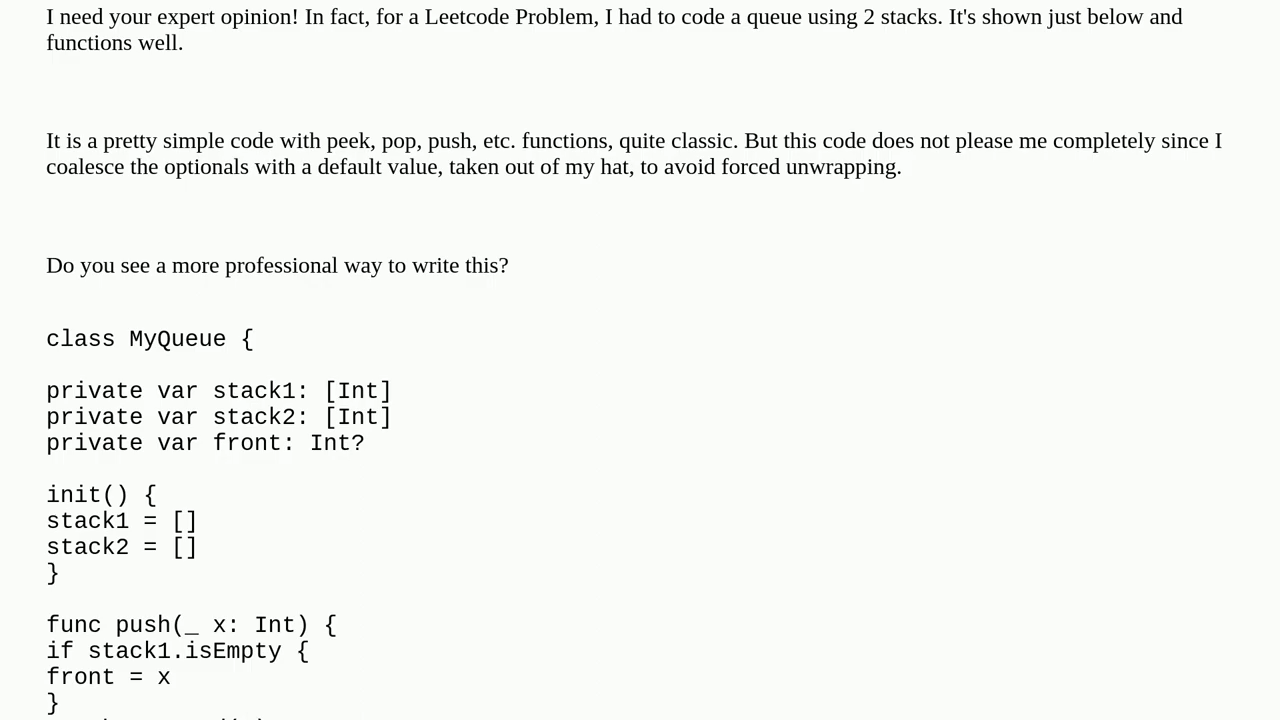 I need your expert opinion! In fact, for a Leetcode Problem, I had to code a queue using 2 stacks. It's shown just below and
functions well.
It is a pretty simple code with peek, pop, push, etc. functions, quite classic. But this code does not please me completely since I
coalesce the optionals with a default value, taken out of my hat, to avoid forced unwrapping.
Do you see a more professional way to write this?
class MyQueue {
private var stack1: [Int]
private var stack2: [Int]
private var front: Int?
init() {
stack1 = []
stack2 = []
}
func push(_ x: Int) {
if stack1.isEmpty {
front = x
}